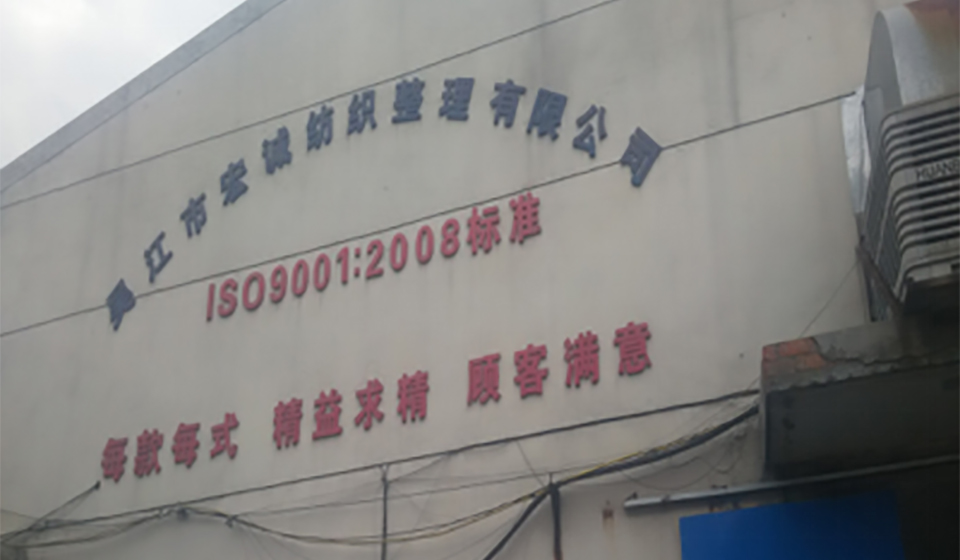 吴江市宏诚纺织整理有限公司
ISO9001:2008标准
每款每式 精益求精 顾客满意